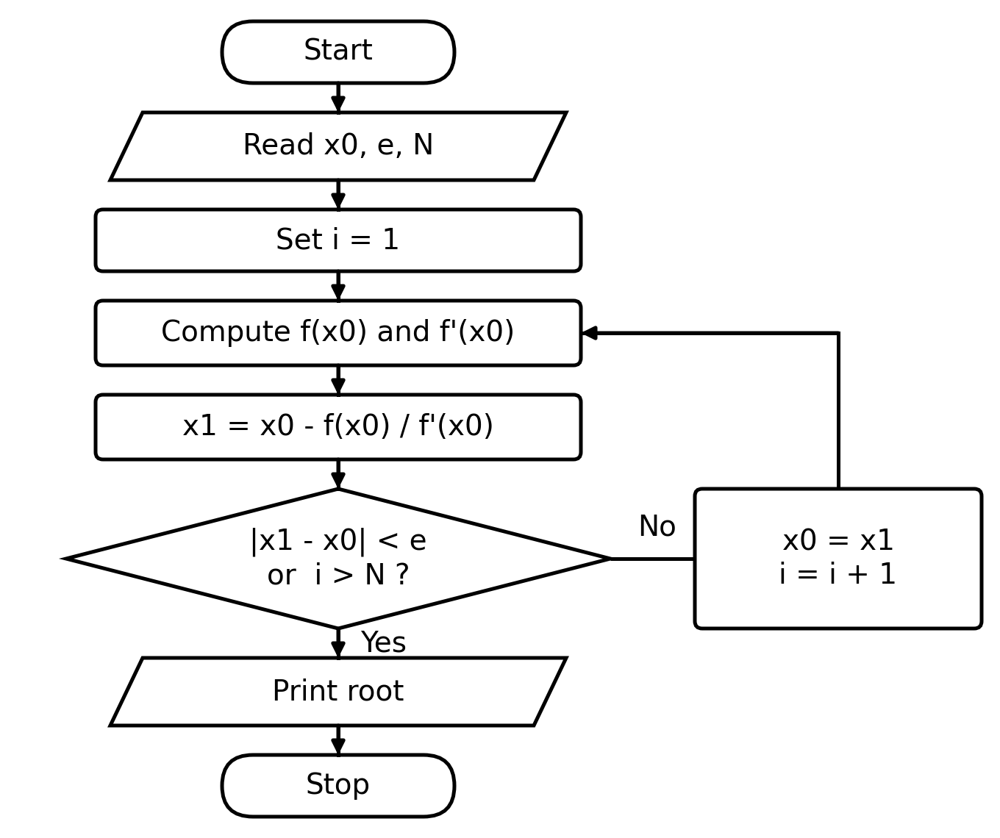 Start
Read x0, e, N
Set i = 1
Compute f(x0) and f'(x0)
x1 = x0 - f(x0) / f'(x0)
|x1 - x0| < e
or  i > N ?
No
x0 = x1
i = i + 1
Yes
Print root
Stop